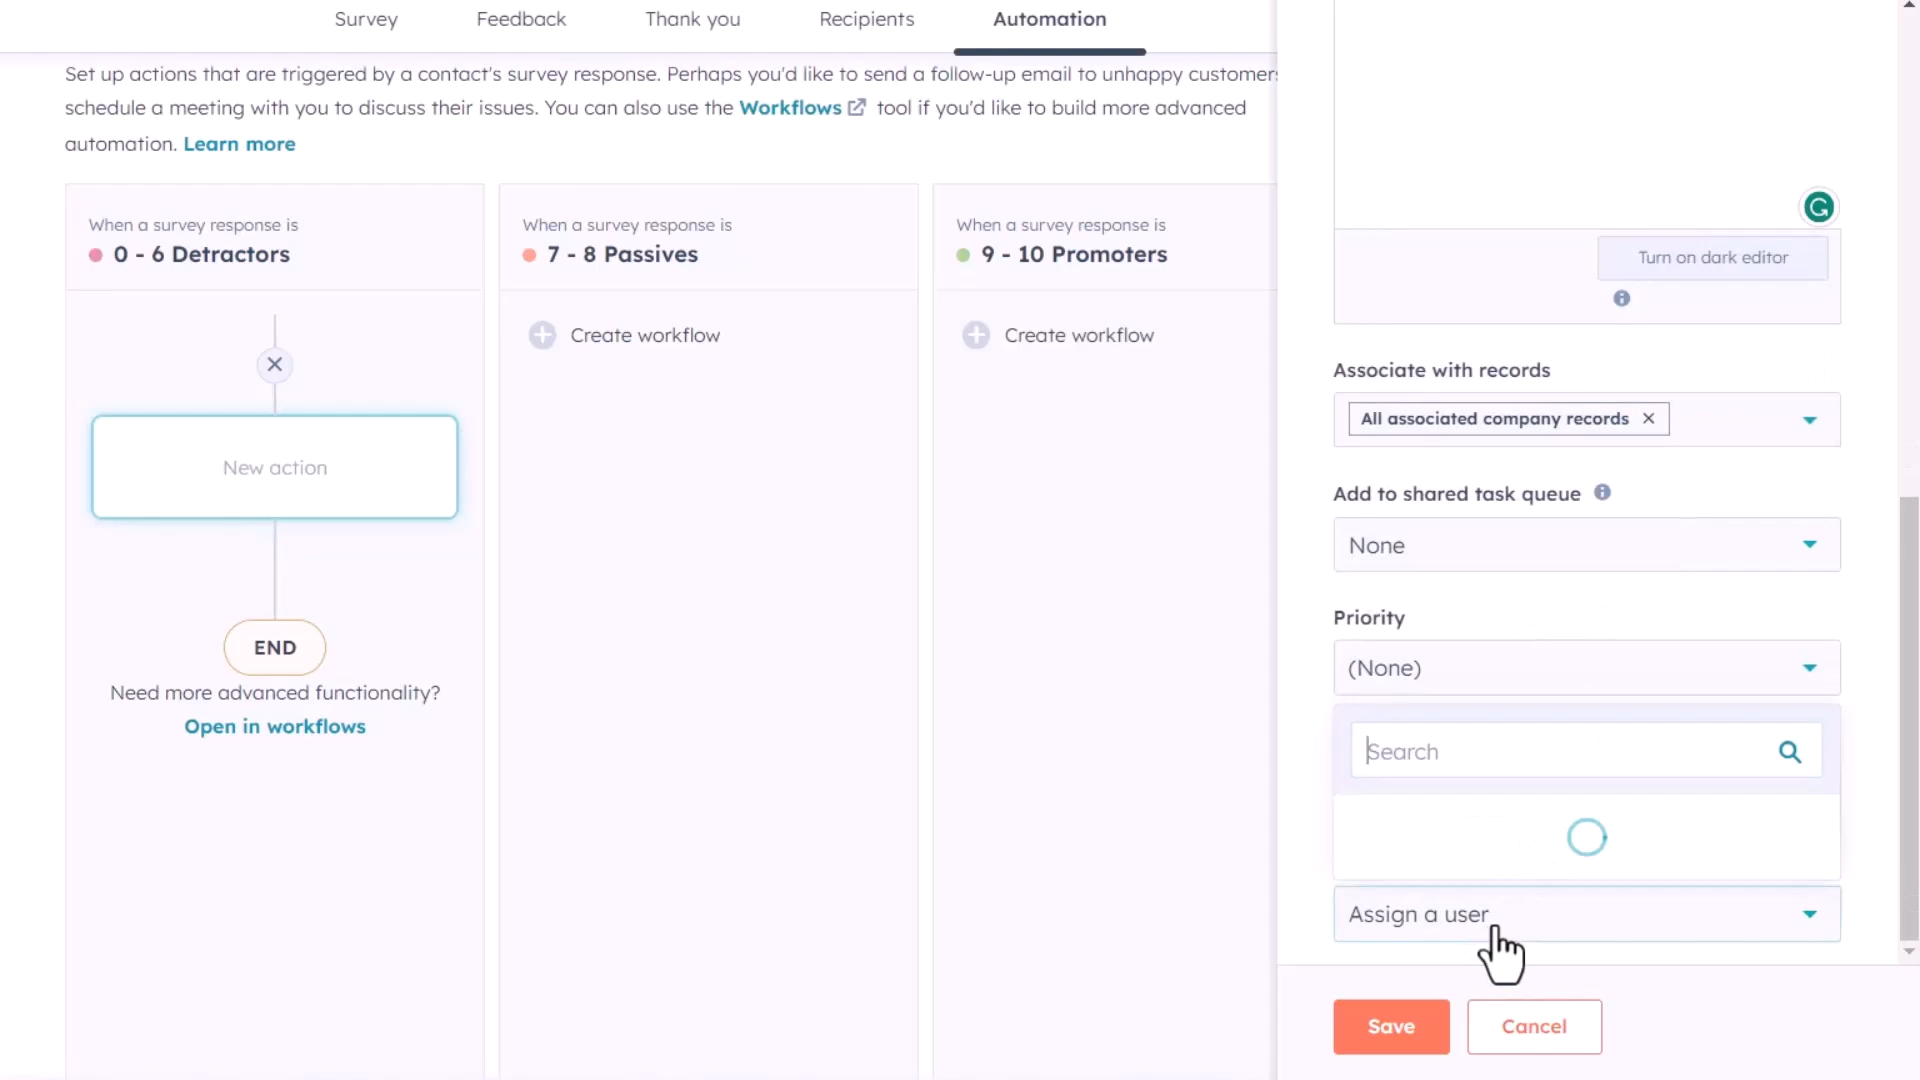 Survey
Feedback
Thank you
Recipients
Automation
Set up actions that are triggered by a contact's survey response. Perhaps you'd like to send a follow-up email to unhappy customers
schedule a meeting with you to discuss their issues. You can also use the Workflows tool if you'd like to build more advanced
automation. Learn more
When a survey response is
0 - 6 Detractors
New action
END
Need more advanced functionality?
Open in workflows
When a survey response is
7 - 8 Passives
Create workflow
When a survey response is
9 - 10 Promoters
Create workflow
Turn on dark editor
Associate with records
All associated company records
Add to shared task queue
None
Priority
(None)
Search
Assign a user
Save
Cancel